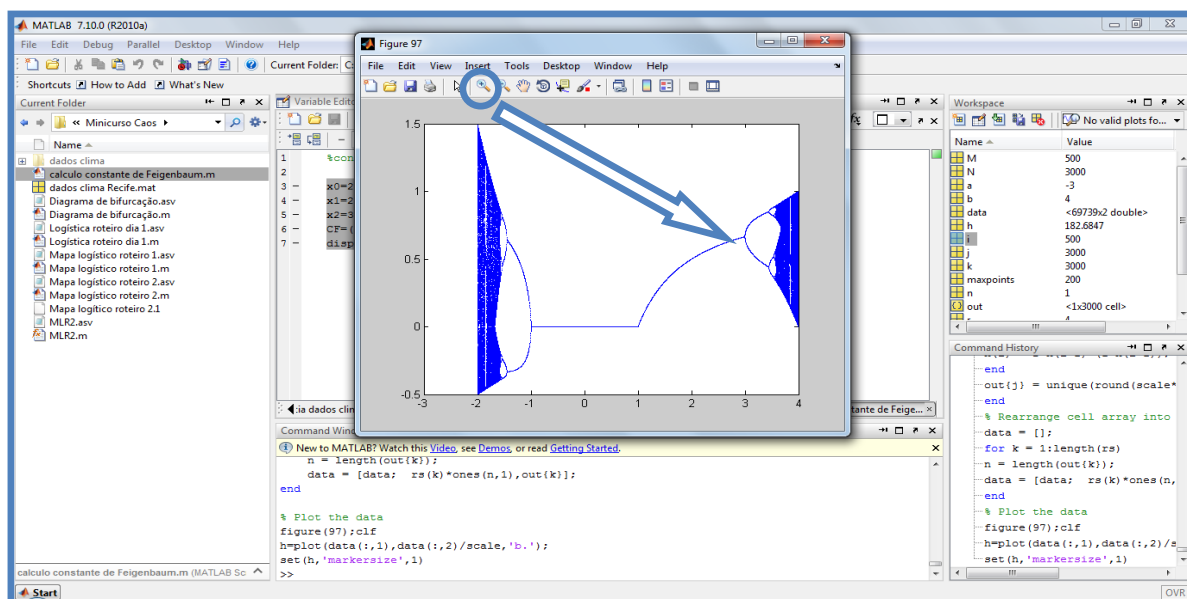 MATLAB 7.10.0 (R2010a)
File Edit Debug Parallel Desktop Window Help
Current Folder: C:
Shortcuts How to Add What's New
Current Folder
« Minicurso Caos
Name
dados clima
calculo constante de Feigenbaum.m
dados clima Recife.mat
Diagrama de bifurcação.asv
Diagrama de bifurcação.m
Logística roteiro dia 1.asv
Logística roteiro dia 1.m
Mapa logístico roteiro 1.asv
Mapa logístico roteiro 1.m
Mapa logístico roteiro 2.asv
Mapa logístico roteiro 2.m
Mapa logístico roteiro 2.1
MLR2.asv
MLR2.m
calculo constante de Feigenbaum.m (MATLAB Sc
Start
Variable Edito
1 %con
2
3 - x0=2
4 - x1=2
5 - x2=3
6 - CF=(
7 - disp
Figure 97
File Edit View Insert Tools Desktop Window Help
1.5
1
0.5
0
-0.5
-3 -2 -1 0 1 2 3 4
:ia dados clin
tante de Feige...
Command Wind
New to MATLAB? Watch this Video, see Demos, or read Getting Started.
n = length(out{k});
data = [data; rs(k)*ones(n,1),out{k}];
end
% Plot the data
figure(97);clf
h=plot(data(:,1),data(:,2)/scale,'b.');
set(h,'markersize',1)
>>
Workspace
No valid plots fo...
Name Value
M 500
N 3000
a -3
b 4
data <69739x2 double>
h 182.6847
i 500
j 3000
k 3000
maxpoints 200
n 1
out <1x3000 cell>
Command History
end
out{j} = unique(round(scale*
end
% Rearrange cell array into
data = [];
for k = 1:length(rs)
n = length(out{k});
data = [data; rs(k)*ones(n,
end
% Plot the data
figure(97);clf
h=plot(data(:,1),data(:,2)/s
set(h,'markersize',1)
OVR